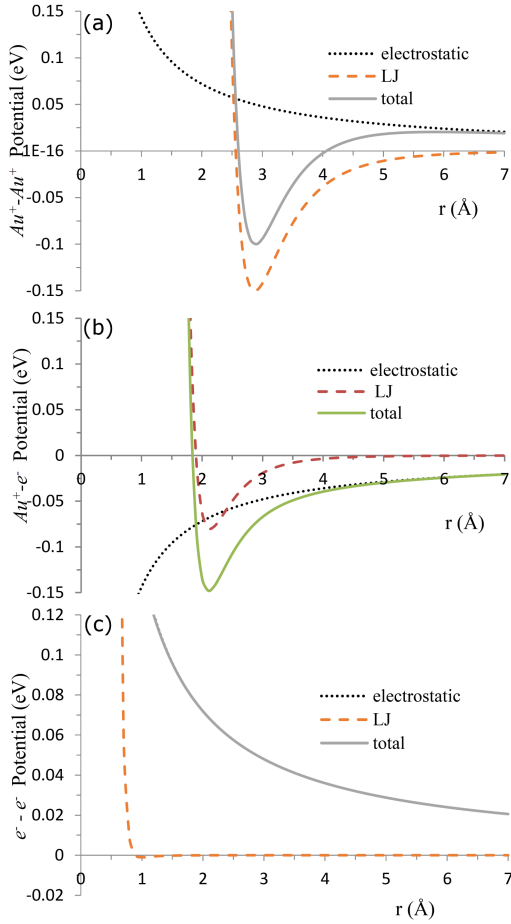 (a)
Au⁺-Au⁺ Potential (eV)
0.15
0.1
0.05
1E-16
-0.05
-0.1
-0.15
0 1 2 3 4 5 6 7
r (Å)
electrostatic
LJ
total
(b)
Au⁺-e⁻ Potential (eV)
0.15
0.1
0.05
0
-0.05
-0.1
-0.15
0 1 2 3 4 5 6 7
r (Å)
electrostatic
LJ
total
(c)
e⁻ - e⁻ Potential (eV)
0.12
0.1
0.08
0.06
0.04
0.02
0
-0.02
0 1 2 3 4 5 6 7
r (Å)
electrostatic
LJ
total